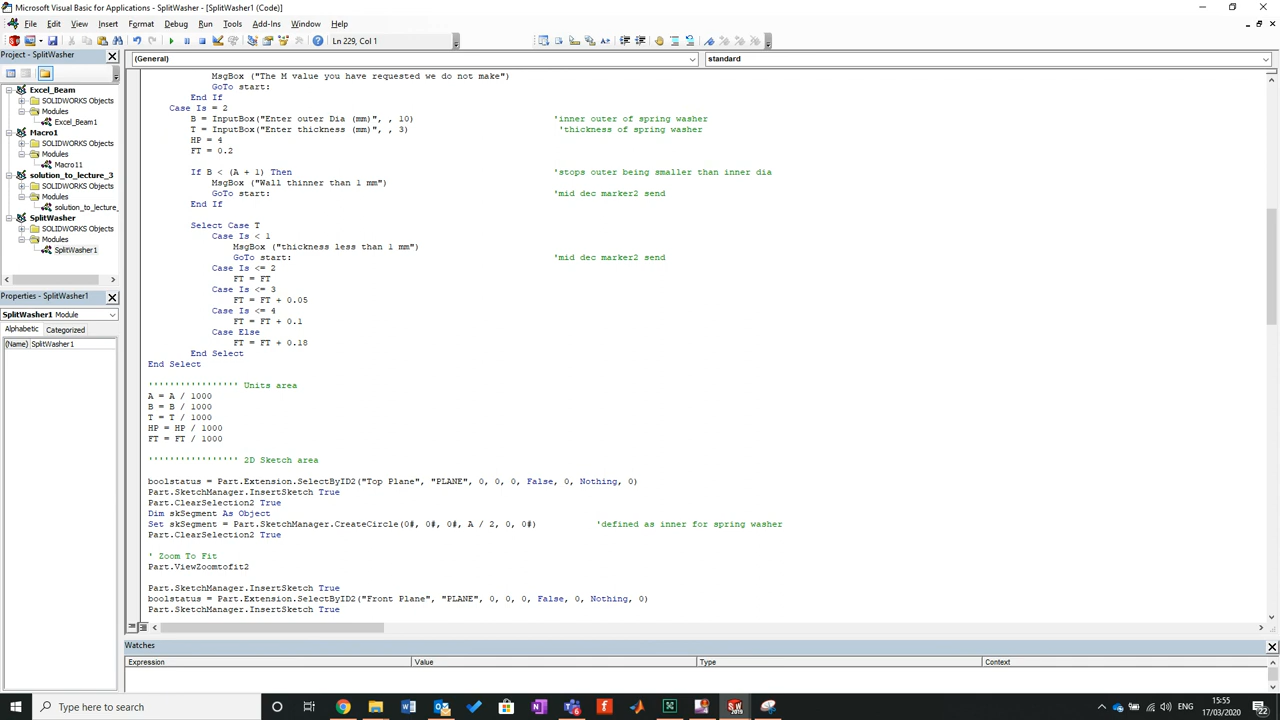 Microsoft Visual Basic for Applications - SplitWasher - [SplitWasher1 (Code)]
File Edit View Insert Format Debug Run Tools Add-Ins Window Help
Ln 229, Col 1
Project - SplitWasher
Excel_Beam
SOLIDWORKS Objects
Modules
Excel_Beam1
Macro1
SOLIDWORKS Objects
Modules
Macro11
solution_to_lecture_3
SOLIDWORKS Objects
Modules
solution_to_lecture_
SplitWasher
SOLIDWORKS Objects
Modules
SplitWasher1
Properties - SplitWasher1
SplitWasher1 Module
Alphabetic Categorized
(Name) SplitWasher1
(General) standard
MsgBox ("The M value you have requested we do not make")
GoTo start:
End If
Case Is = 2
B = InputBox("Enter outer Dia (mm)", , 10) 'inner outer of spring washer
T = InputBox("Enter thickness (mm)", , 3) 'thickness of spring washer
HP = 4
FT = 0.2
If B < (A + 1) Then 'stops outer being smaller than inner dia
MsgBox ("Wall thinner than 1 mm")
GoTo start: 'mid dec marker2 send
End If
Select Case T
Case Is < 1
MsgBox ("thickness less than 1 mm")
GoTo start: 'mid dec marker2 send
Case Is <= 2
FT = FT
Case Is <= 3
FT = FT + 0.05
Case Is <= 4
FT = FT + 0.1
Case Else
FT = FT + 0.18
End Select
End Select
''''''''''''''''' Units area
A = A / 1000
B = B / 1000
T = T / 1000
HP = HP / 1000
FT = FT / 1000
''''''''''''''''' 2D Sketch area
boolstatus = Part.Extension.SelectByID2("Top Plane", "PLANE", 0, 0, 0, False, 0, Nothing, 0)
Part.SketchManager.InsertSketch True
Part.ClearSelection2 True
Dim skSegment As Object
Set skSegment = Part.SketchManager.CreateCircle(0#, 0#, 0#, A / 2, 0, 0#) 'defined as inner for spring washer
Part.ClearSelection2 True
' Zoom To Fit
Part.ViewZoomtofit2
Part.SketchManager.InsertSketch True
boolstatus = Part.Extension.SelectByID2("Front Plane", "PLANE", 0, 0, 0, False, 0, Nothing, 0)
Part.SketchManager.InsertSketch True
Watches
Expression Value Type Context
Type here to search
ENG
15:55
17/03/2020
22